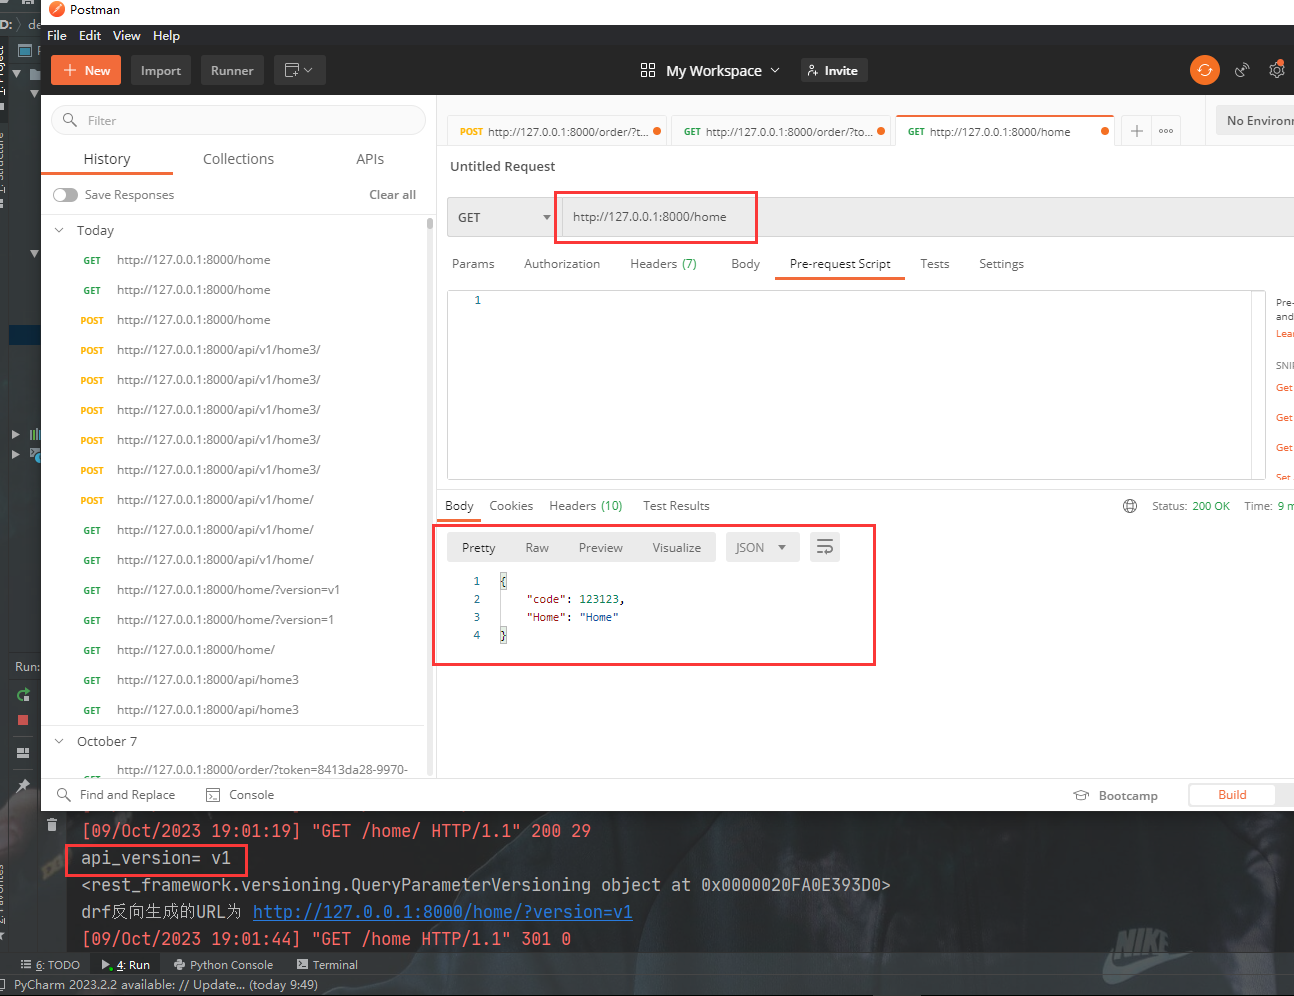 Postman
D:
de
File Edit View Help
New
Import
Runner
My Workspace
Invite
Filter
History Collections APIs
Save Responses
Clear all
Today
GET http://127.0.0.1:8000/home
GET http://127.0.0.1:8000/home
POST http://127.0.0.1:8000/home
POST http://127.0.0.1:8000/api/v1/home3/
POST http://127.0.0.1:8000/api/v1/home3/
POST http://127.0.0.1:8000/api/v1/home3/
POST http://127.0.0.1:8000/api/v1/home3/
POST http://127.0.0.1:8000/api/v1/home3/
POST http://127.0.0.1:8000/api/v1/home/
GET http://127.0.0.1:8000/api/v1/home/
GET http://127.0.0.1:8000/api/v1/home/
GET http://127.0.0.1:8000/home/?version=v1
GET http://127.0.0.1:8000/home/?version=1
GET http://127.0.0.1:8000/home/
GET http://127.0.0.1:8000/api/home3
GET http://127.0.0.1:8000/api/home3
October 7
http://127.0.0.1:8000/order/?token=8413da28-9970-
POST http://127.0.0.1:8000/order/?t...
GET http://127.0.0.1:8000/order/?to...
GET http://127.0.0.1:8000/home
No Environ
Untitled Request
GET
http://127.0.0.1:8000/home
Params Authorization Headers (7) Body Pre-request Script Tests Settings
1
Pre-
and
Lear
SNI
Get
Get
Get
Set
Body Cookies Headers (10) Test Results
Status: 200 OK Time: 9 m
Pretty Raw Preview Visualize JSON
1 {
2 "code": 123123,
3 "Home": "Home"
4 }
Find and Replace
Console
Bootcamp
Build
Run:
[09/Oct/2023 19:01:19] "GET /home/ HTTP/1.1" 200 29
api_version= v1
<rest_framework.versioning.QueryParameterVersioning object at 0x0000020FA0E393D0>
drf反向生成的URL为 http://127.0.0.1:8000/home/?version=v1
[09/Oct/2023 19:01:44] "GET /home HTTP/1.1" 301 0
NIKE
6: TODO
4: Run
Python Console
Terminal
PyCharm 2023.2.2 available: // Update... (today 9:49)